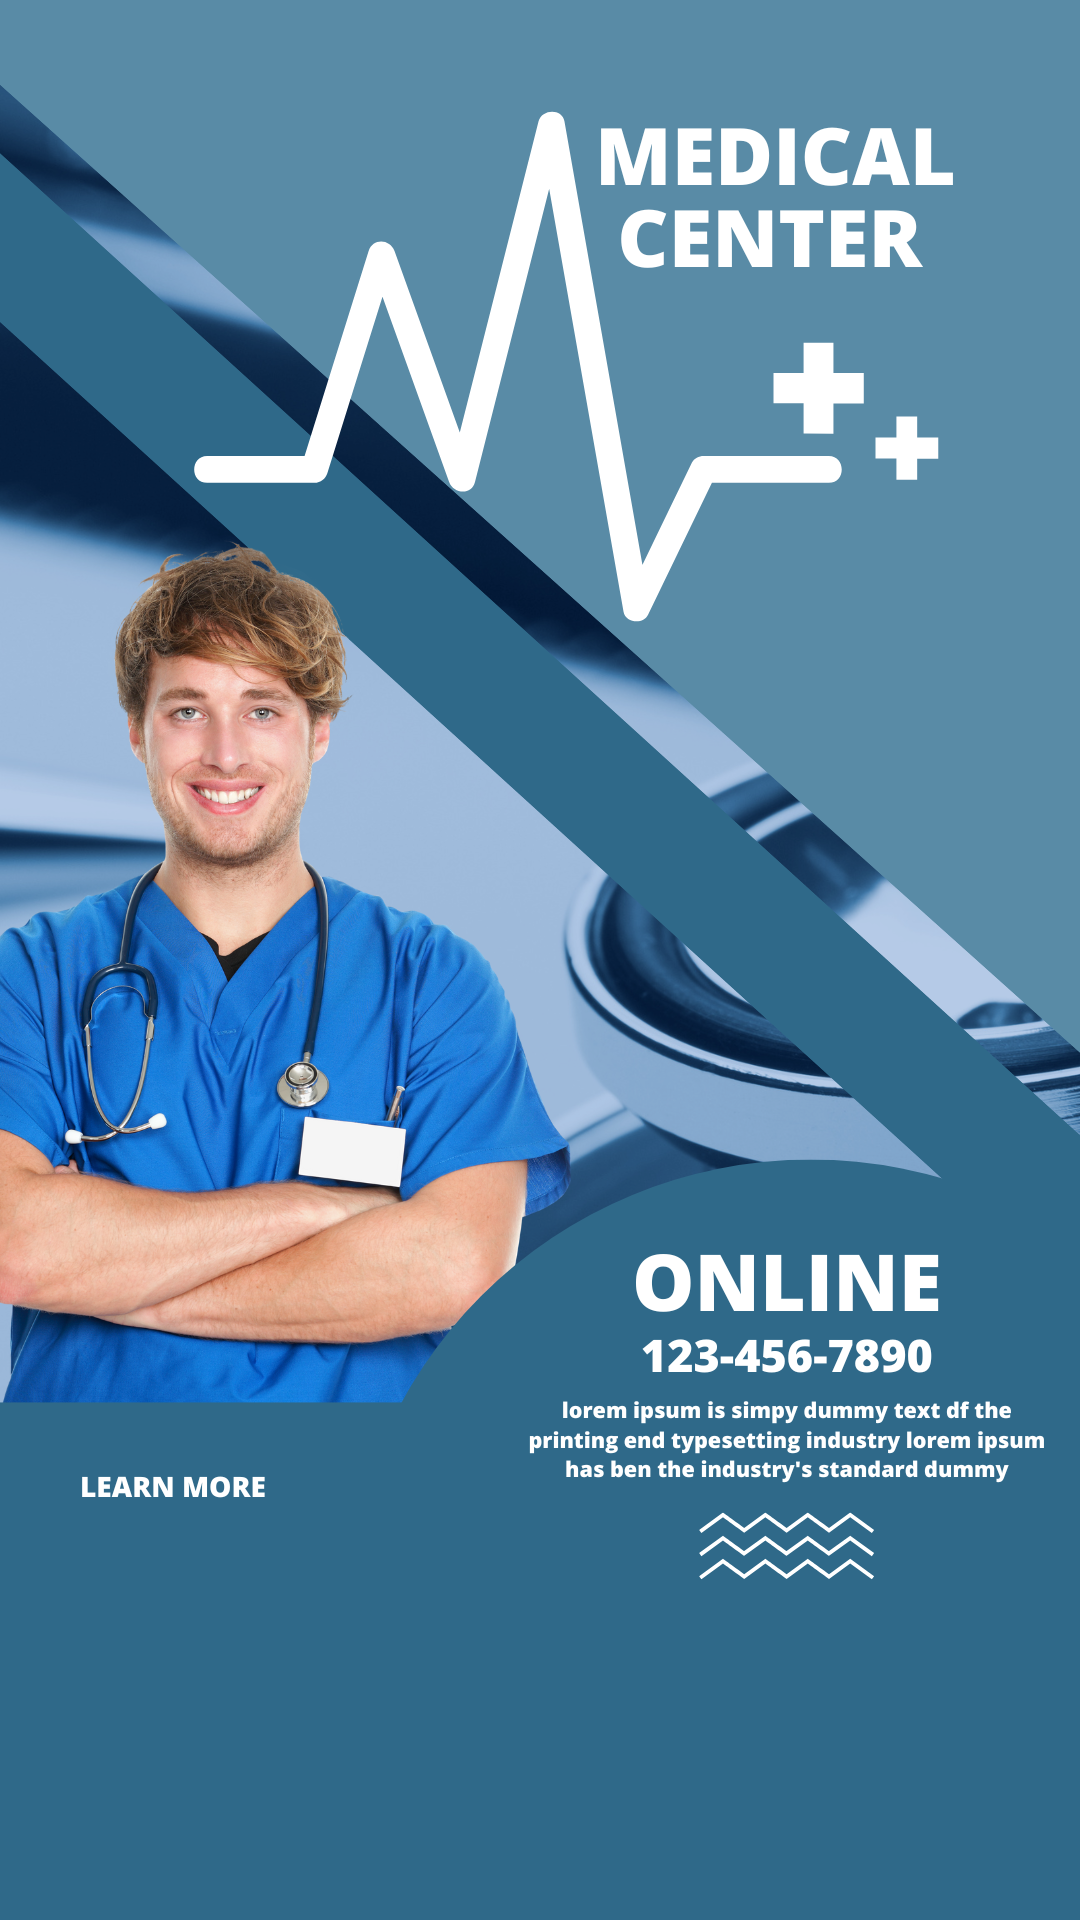 MEDICAL
CENTER
ONLINE
123-456-7890
lorem ipsum is simpy dummy text df the
printing end typesetting industry lorem ipsum
has ben the industry's standard dummy
LEARN MORE